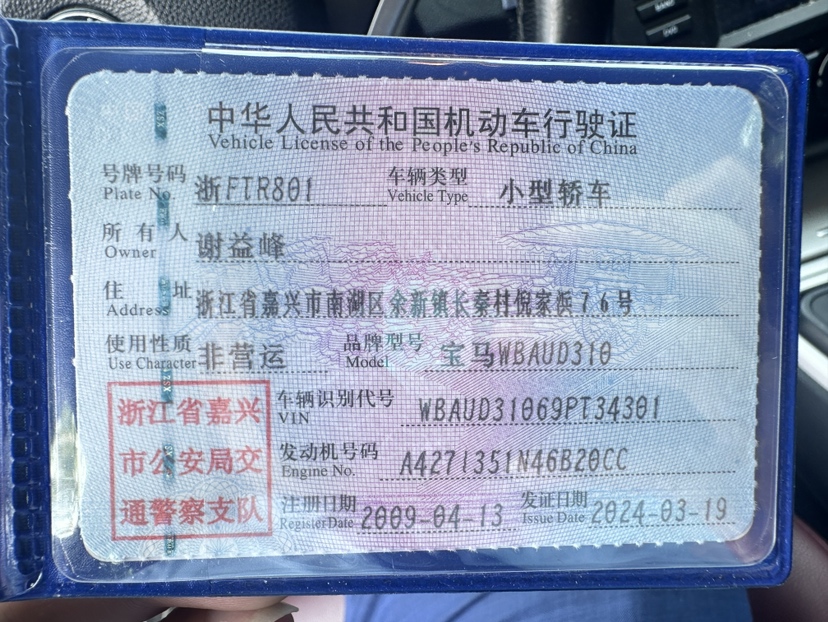 中华人民共和国机动车行驶证
Vehicle License of the People's Republic of China
号牌号码 Plate No. 浙FTR801 车辆类型 Vehicle Type 小型轿车
所有人 Owner 谢益峰
住址 Address 浙江省嘉兴市南湖区余新镇长秦村倪家浜76号
使用性质 Use Character 非营运 品牌型号 Model 宝马WBAUD310
浙江省嘉兴
市公安局交
通警察支队
车辆识别代号 VIN WBAUD31069PT34301
发动机号码 Engine No. A4271351N46B20CC
注册日期 Register Date 2009-04-13 发证日期 Issue Date 2024-03-19